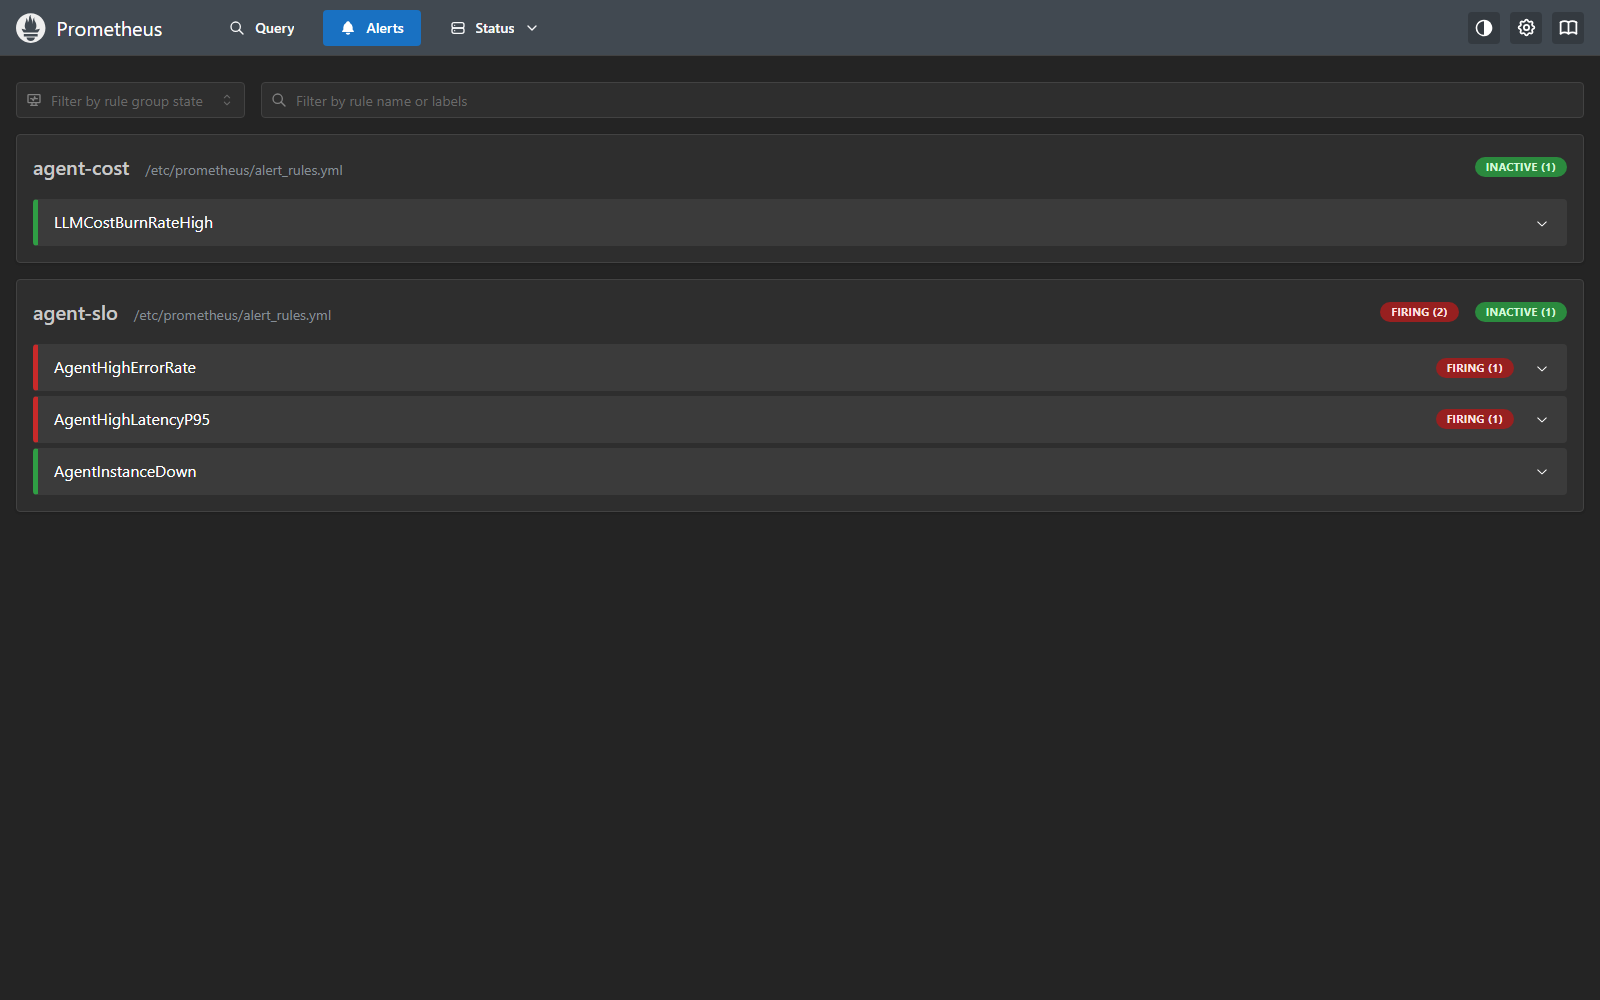 Prometheus Query Alerts Status
Filter by rule group state Filter by rule name or labels
agent-cost /etc/prometheus/alert_rules.yml INACTIVE (1)
LLMCostBurnRateHigh
agent-slo /etc/prometheus/alert_rules.yml FIRING (2) INACTIVE (1)
AgentHighErrorRate FIRING (1)
AgentHighLatencyP95 FIRING (1)
AgentInstanceDown